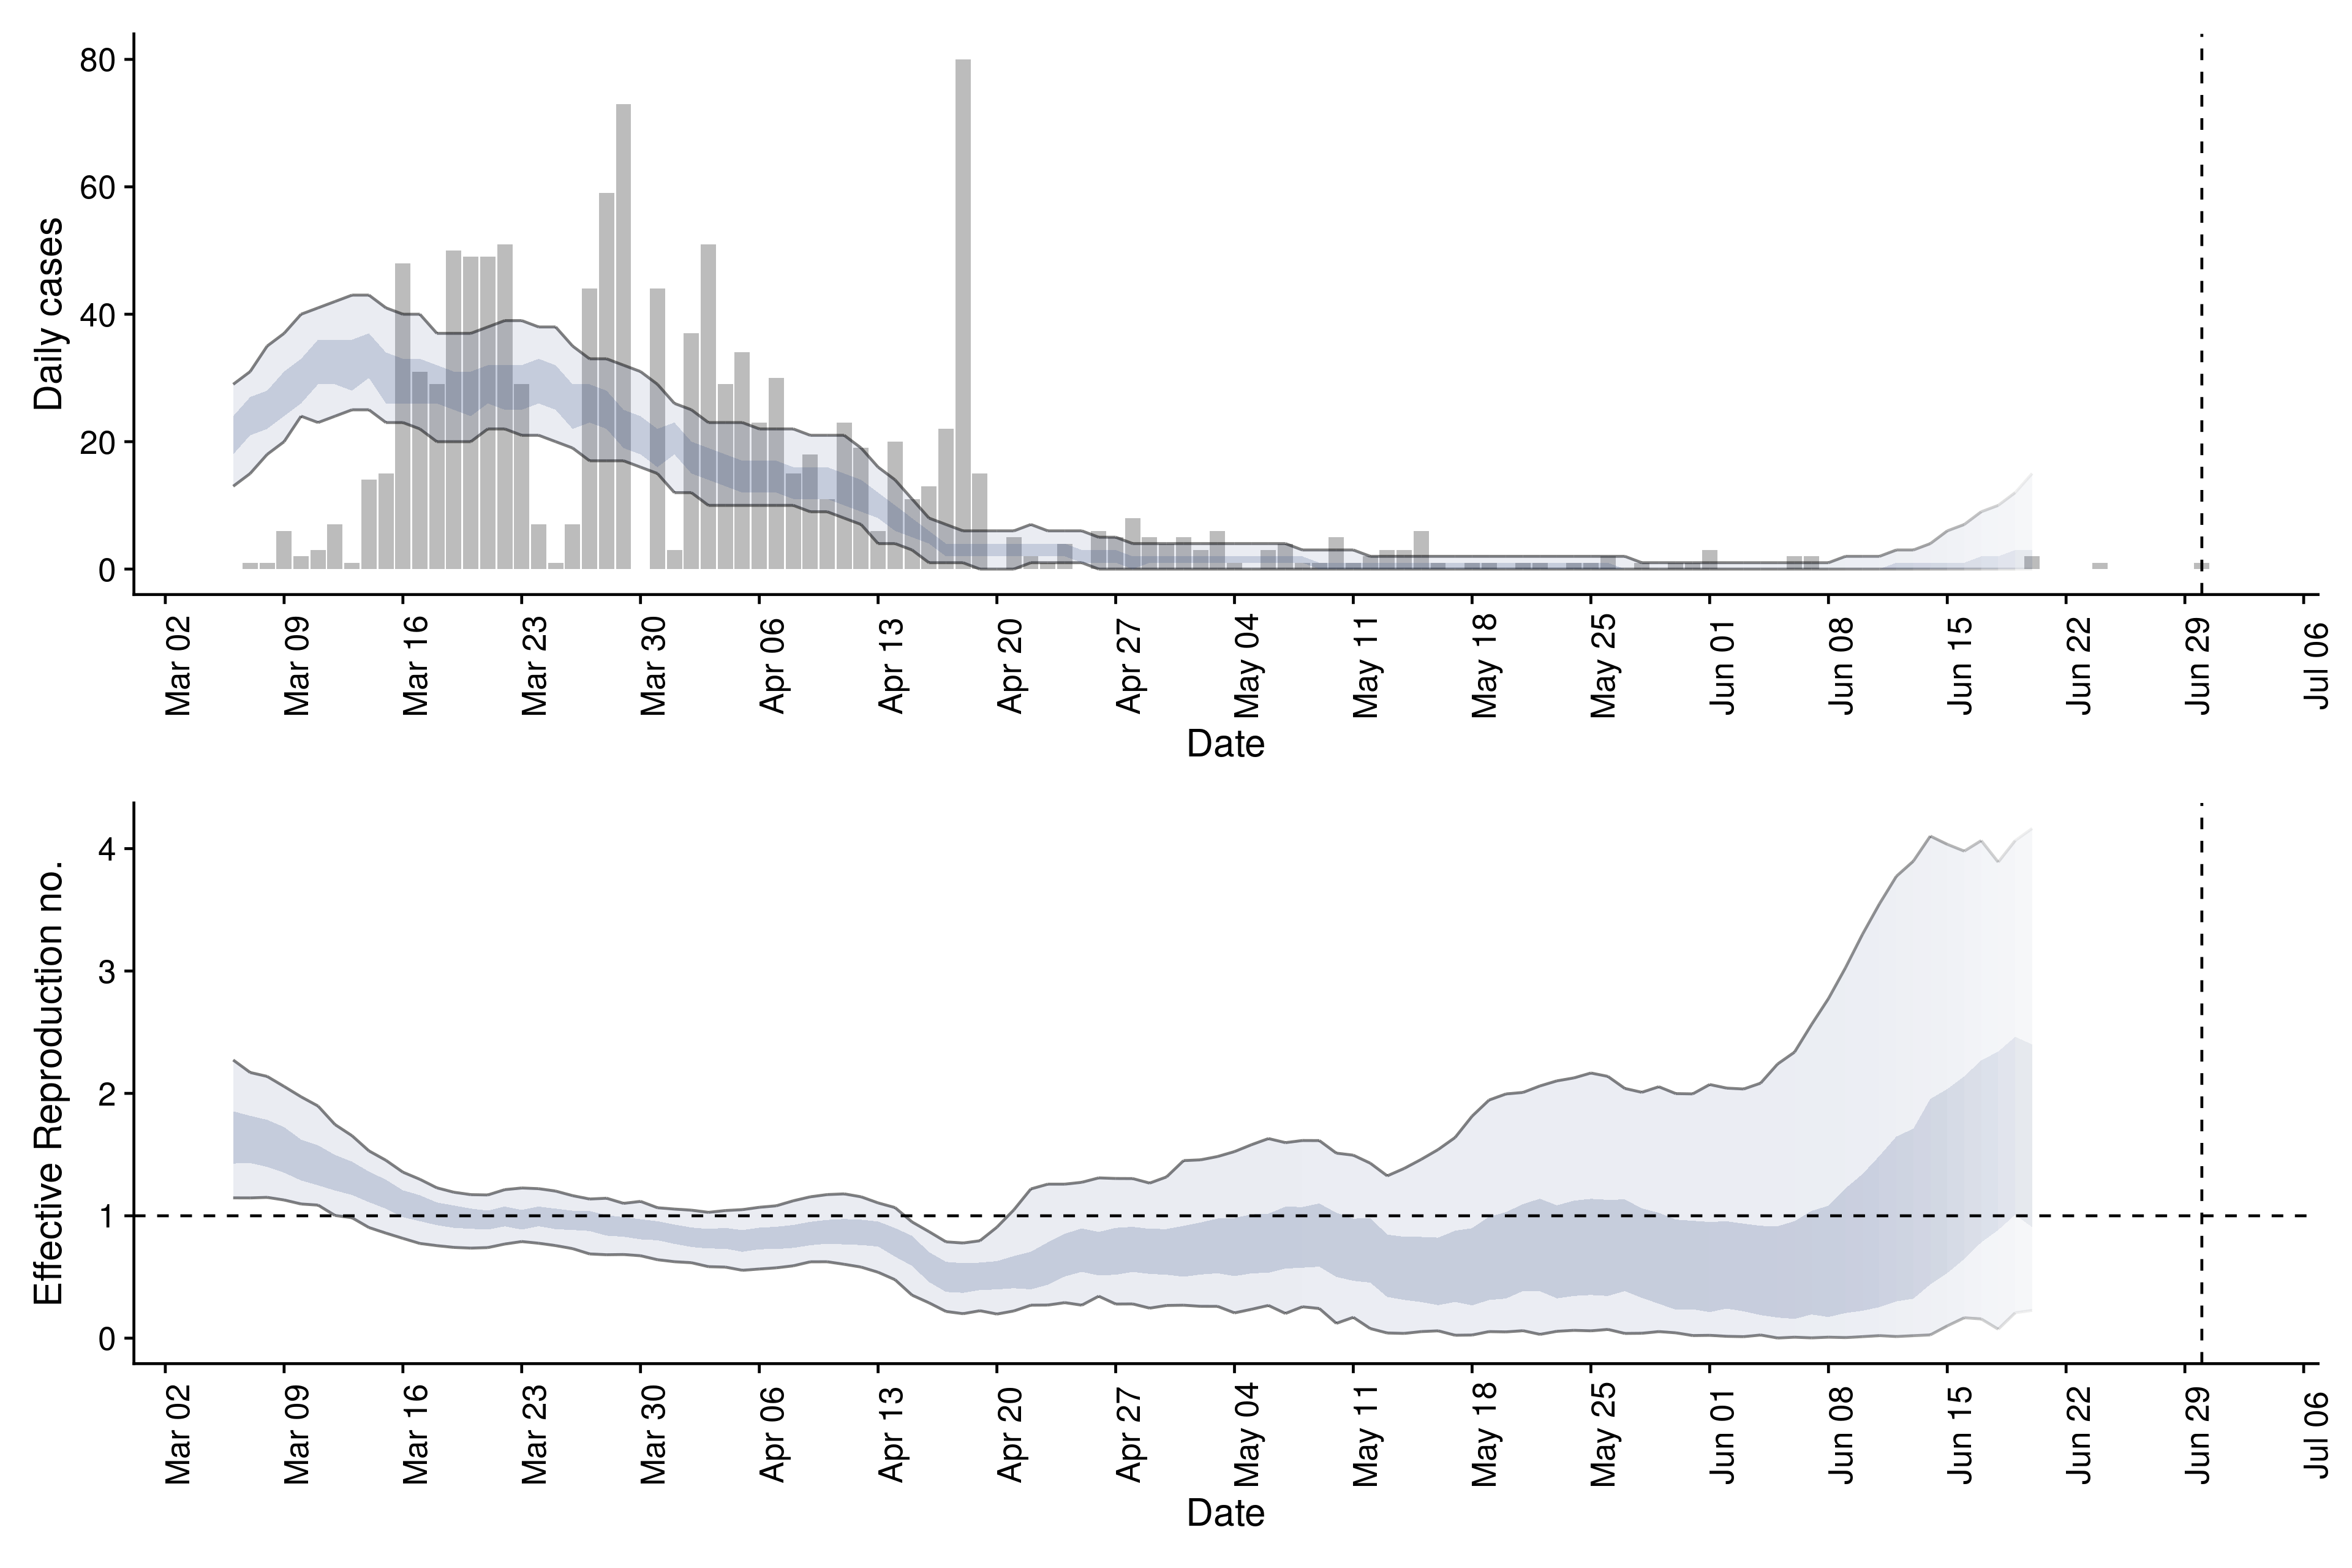 Daily cases
80
60
40
20
0
Mar 02
Mar 09
Mar 16
Mar 23
Mar 30
Apr 06
Apr 13
Apr 20
Apr 27
May 04
May 11
May 18
May 25
Jun 01
Jun 08
Jun 15
Jun 22
Jun 29
Jul 06
Date
Effective Reproduction no.
4
3
2
1
0
Mar 02
Mar 09
Mar 16
Mar 23
Mar 30
Apr 06
Apr 13
Apr 20
Apr 27
May 04
May 11
May 18
May 25
Jun 01
Jun 08
Jun 15
Jun 22
Jun 29
Jul 06
Date